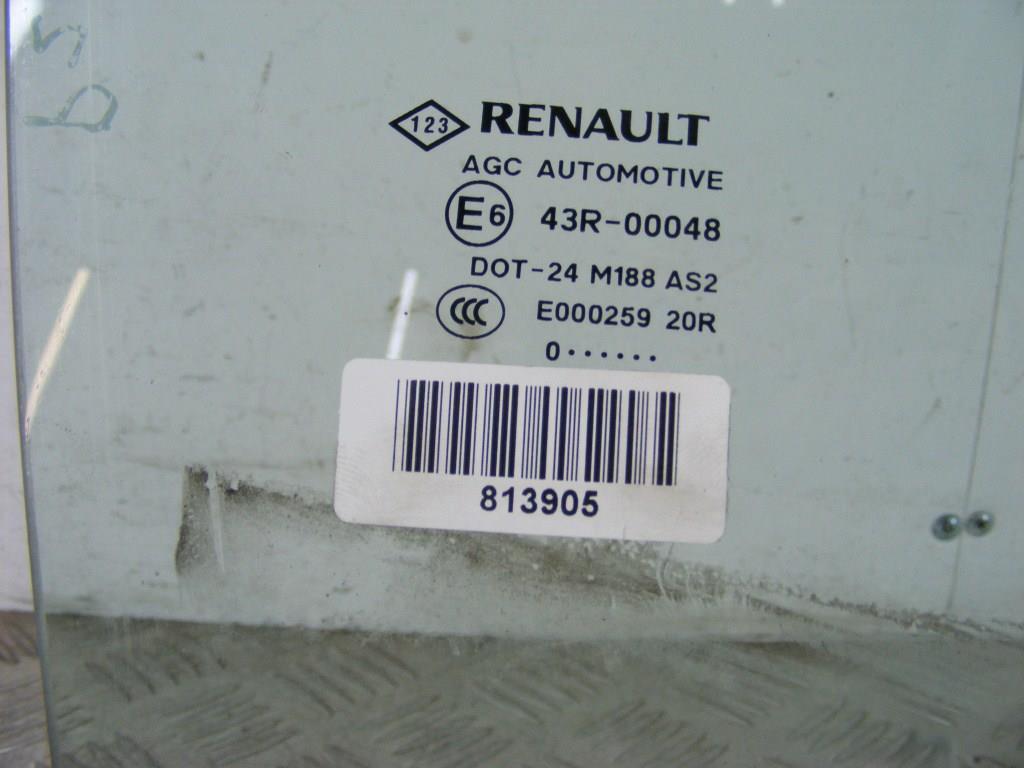 123 RENAULT
AGC AUTOMOTIVE
E6 43R-00048
DOT-24 M188 AS2
CCC E000259 20R
0······
813905